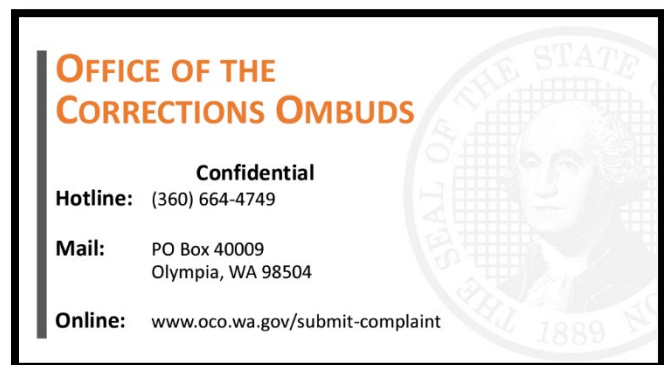 OFFICE OF THE
CORRECTIONS OMBUDS
Confidential
Hotline: (360) 664-4749
Mail: PO Box 40009
Olympia, WA 98504
Online: www.oco.wa.gov/submit-complaint
THE SEAL OF THE STATE OF
1889